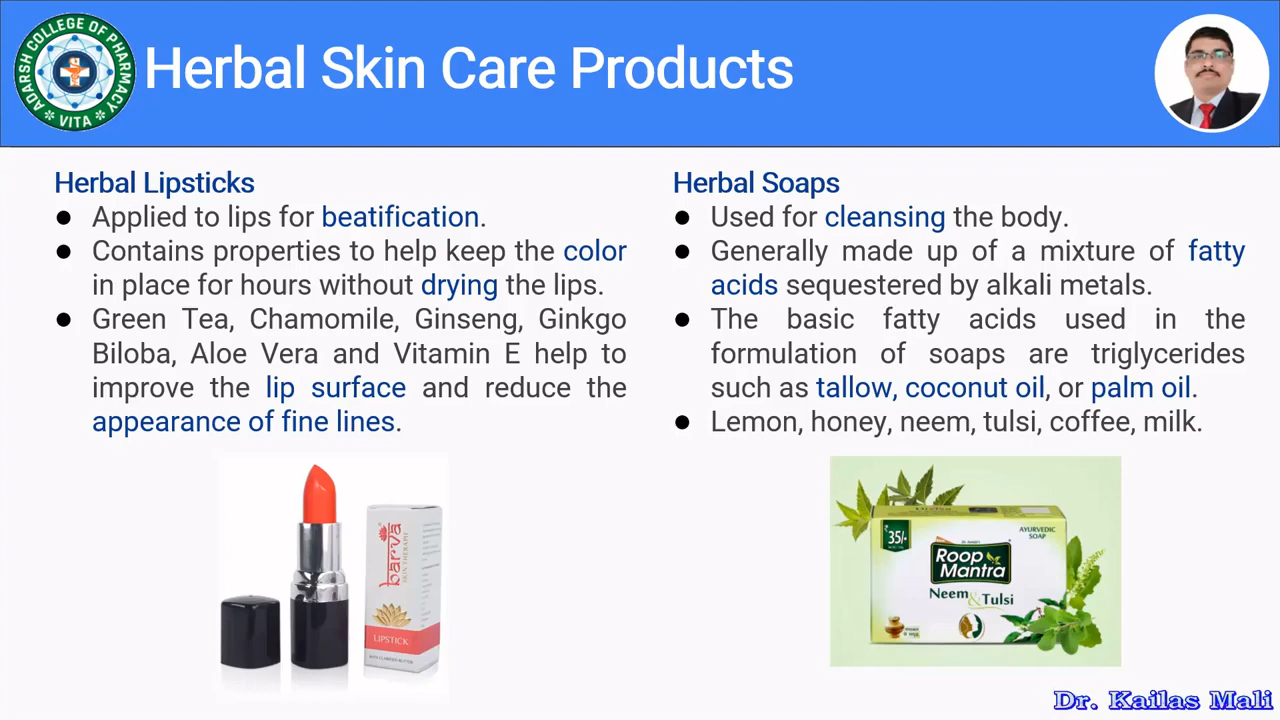 ADARSH COLLEGE OF PHARMACY
VITA
Herbal Skin Care Products
Herbal Lipsticks
● Applied to lips for beatification.
● Contains properties to help keep the color
in place for hours without drying the lips.
● Green Tea, Chamomile, Ginseng, Ginkgo
Biloba, Aloe Vera and Vitamin E help to
improve the lip surface and reduce the
appearance of fine lines.
barva
SKIN THERAPIE
LIPSTICK
Herbal Soaps
● Used for cleansing the body.
● Generally made up of a mixture of fatty
acids sequestered by alkali metals.
● The basic fatty acids used in the
formulation of soaps are triglycerides
such as tallow, coconut oil, or palm oil.
● Lemon, honey, neem, tulsi, coffee, milk.
₹35/-
AYURVEDIC
SOAP
Roop
Mantra
Neem & Tulsi
Dr. Kailas Mali